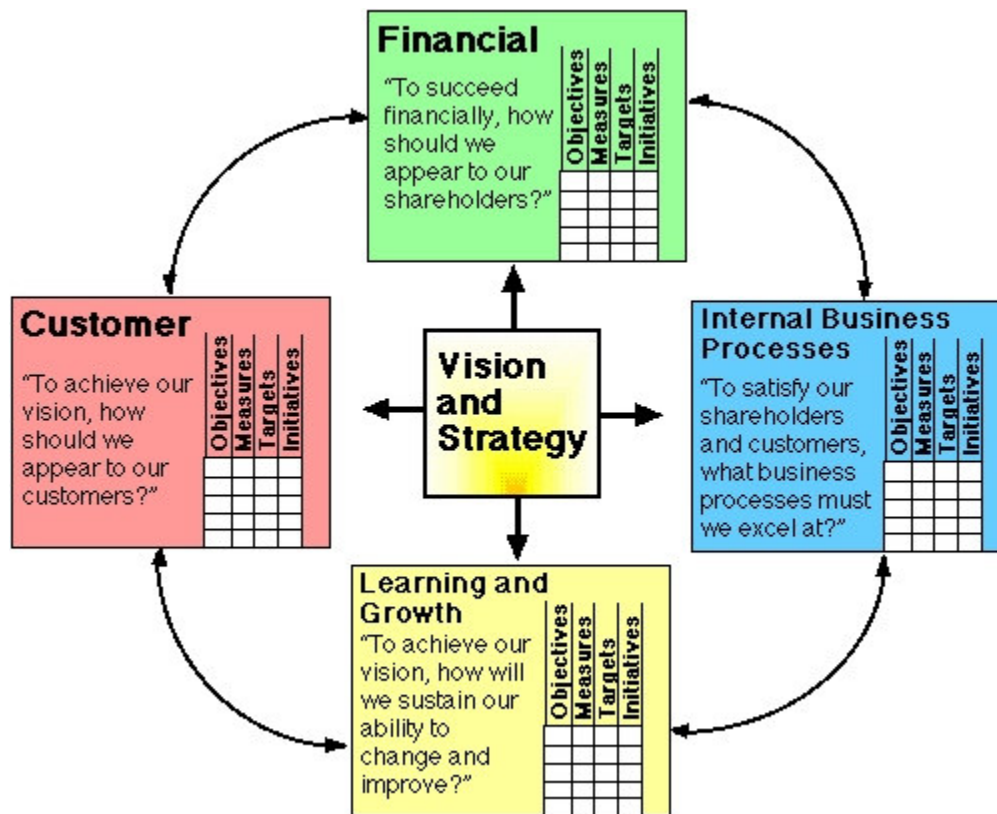 Financial
“To succeed
financially, how
should we
appear to our
shareholders?”
Objectives
Measures
Targets
Initiatives
Customer
“To achieve our
vision, how
should we
appear to our
customers?”
Objectives
Measures
Targets
Initiatives
Vision
and
Strategy
Internal Business
Processes
“To satisfy our
shareholders
and customers,
what business
processes must
we excel at?”
Objectives
Measures
Targets
Initiatives
Learning and
Growth
“To achieve our
vision, how will
we sustain our
ability to
change and
improve?”
Objectives
Measures
Targets
Initiatives